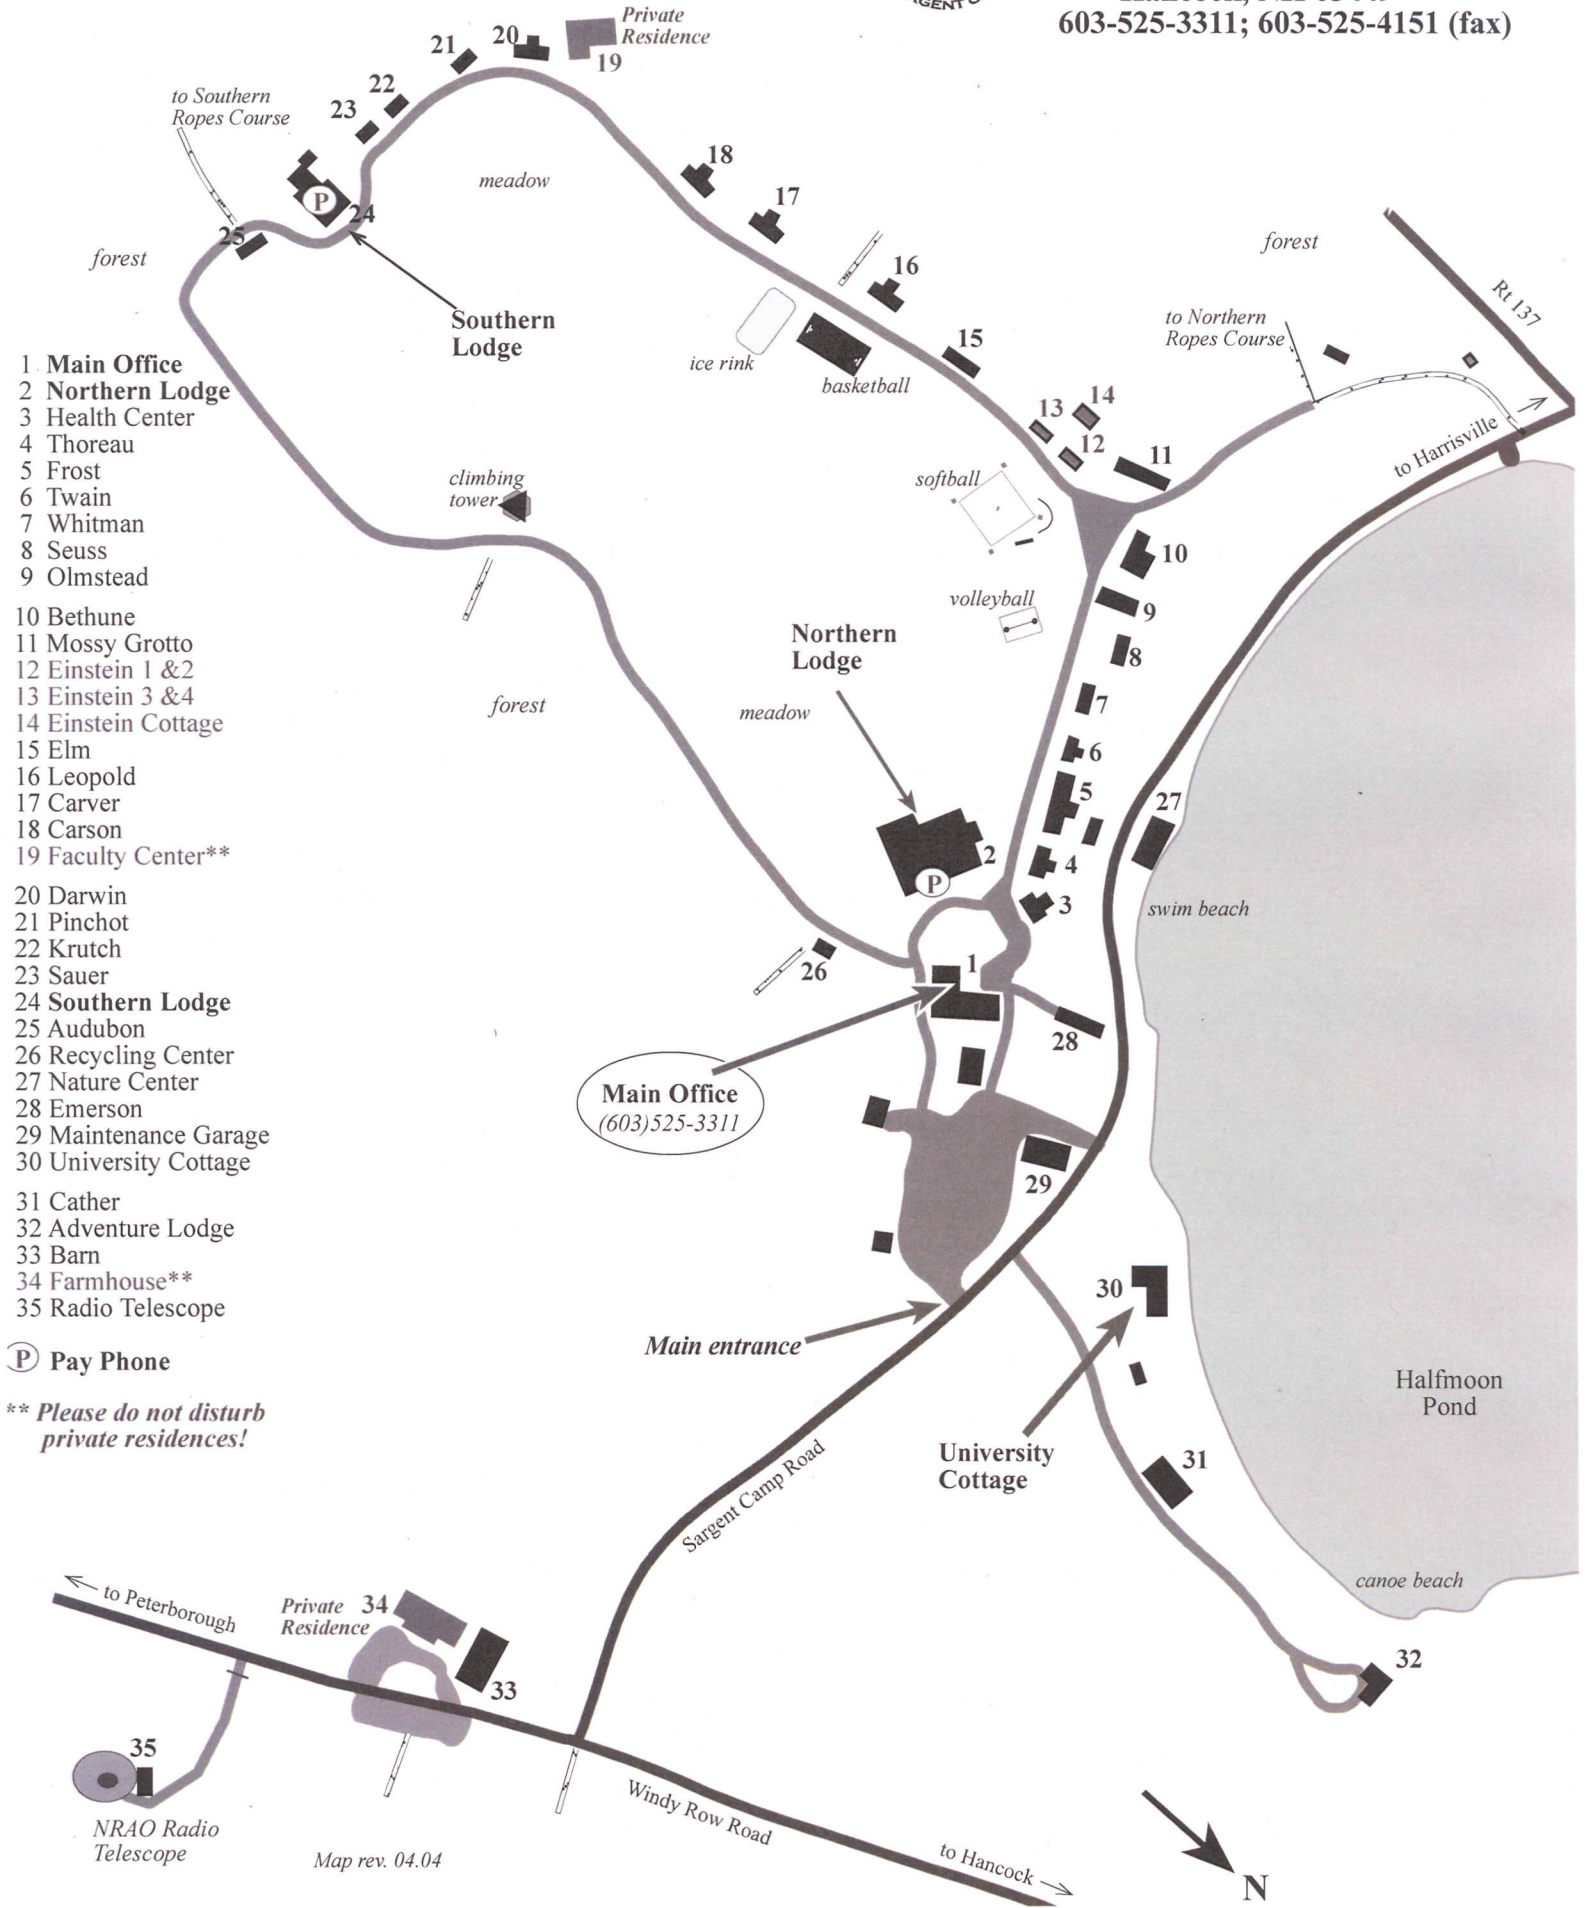 603-525-3311; 603-525-4151 (fax)
Private
Residence
19
20
21
22
23
to Southern
Ropes Course
meadow
18
17
16
15
P
24
25
forest
Southern
Lodge
ice rink
basketball
forest
Rt 137
to Northern
Ropes Course
to Harrisville
14
13
12
11
softball
volleyball
10
9
8
7
6
5
4
3
climbing
tower
forest
meadow
Northern
Lodge
2
P
27
swim beach
26
1
28
Main Office
(603)525-3311
29
30
Main entrance
University
Cottage
31
Halfmoon
Pond
canoe beach
32
Sargent Camp Road
to Peterborough
Private
Residence
34
33
35
NRAO Radio
Telescope
Map rev. 04.04
Windy Row Road
to Hancock
N
1 Main Office
2 Northern Lodge
3 Health Center
4 Thoreau
5 Frost
6 Twain
7 Whitman
8 Seuss
9 Olmstead
10 Bethune
11 Mossy Grotto
12 Einstein 1 &2
13 Einstein 3 &4
14 Einstein Cottage
15 Elm
16 Leopold
17 Carver
18 Carson
19 Faculty Center**
20 Darwin
21 Pinchot
22 Krutch
23 Sauer
24 Southern Lodge
25 Audubon
26 Recycling Center
27 Nature Center
28 Emerson
29 Maintenance Garage
30 University Cottage
31 Cather
32 Adventure Lodge
33 Barn
34 Farmhouse**
35 Radio Telescope
P Pay Phone
** Please do not disturb
private residences!